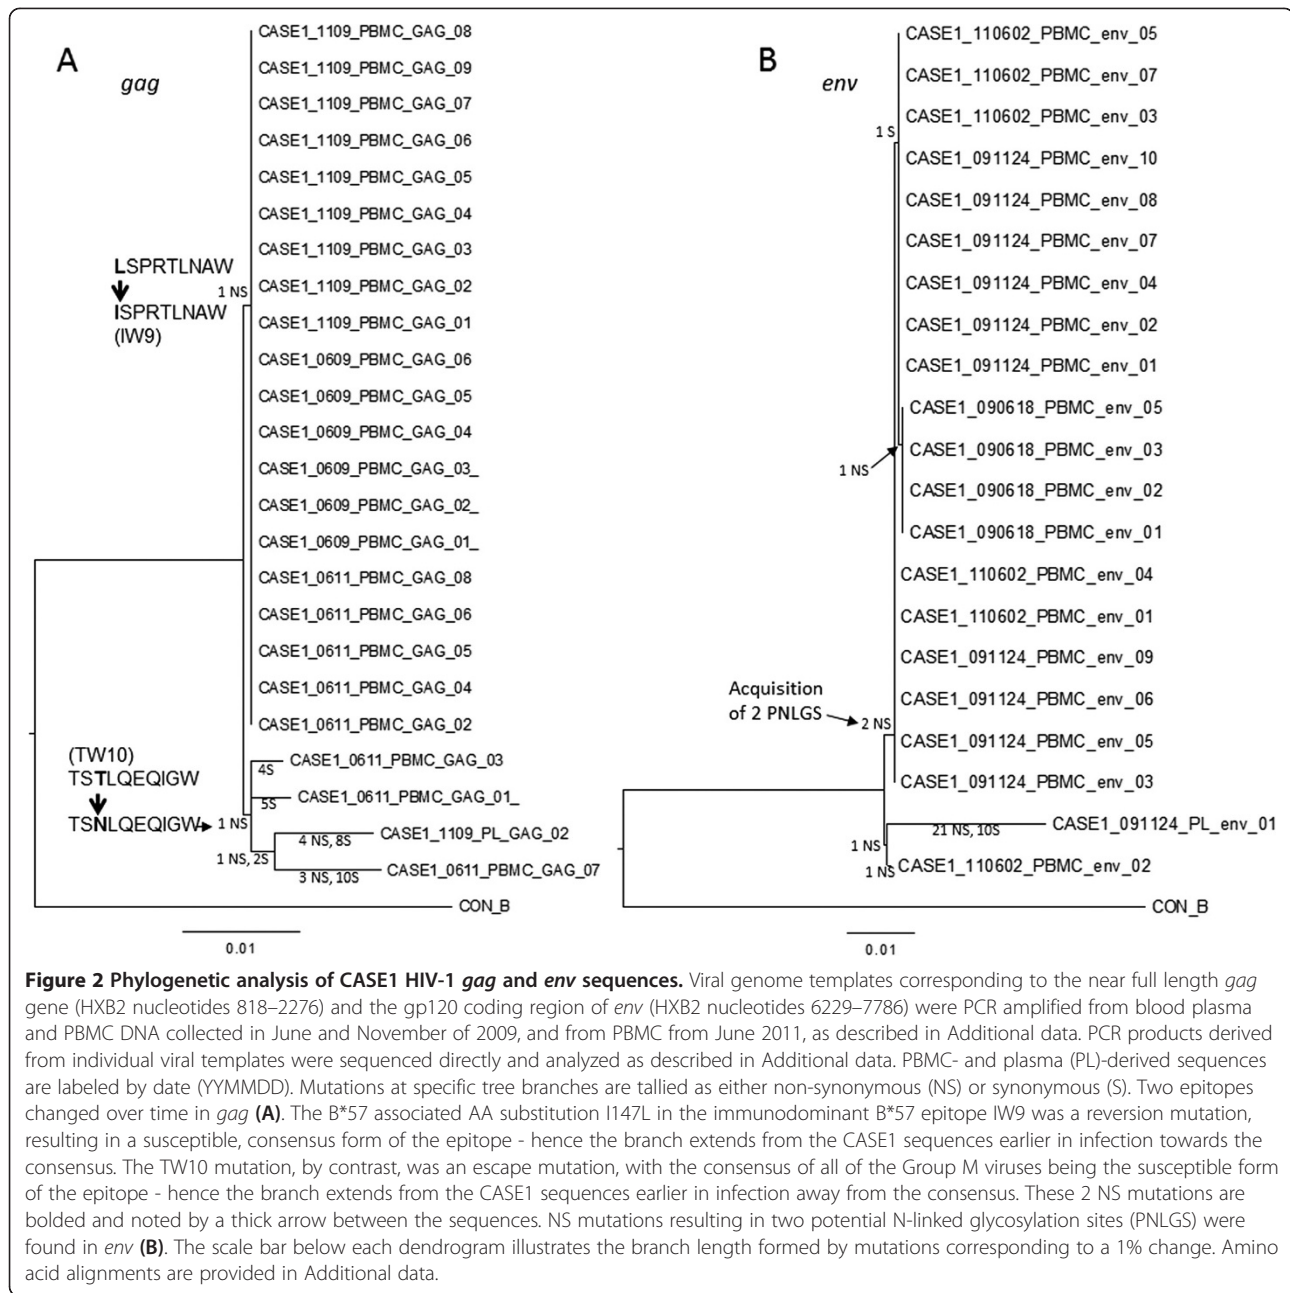 A
gag
CASE1_1109_PBMC_GAG_08
CASE1_1109_PBMC_GAG_09
CASE1_1109_PBMC_GAG_07
CASE1_1109_PBMC_GAG_06
CASE1_1109_PBMC_GAG_05
CASE1_1109_PBMC_GAG_04
CASE1_1109_PBMC_GAG_03
CASE1_1109_PBMC_GAG_02
CASE1_1109_PBMC_GAG_01
CASE1_0609_PBMC_GAG_06
CASE1_0609_PBMC_GAG_05
CASE1_0609_PBMC_GAG_04
CASE1_0609_PBMC_GAG_03_
CASE1_0609_PBMC_GAG_02_
CASE1_0609_PBMC_GAG_01_
CASE1_0611_PBMC_GAG_08
CASE1_0611_PBMC_GAG_06
CASE1_0611_PBMC_GAG_05
CASE1_0611_PBMC_GAG_04
CASE1_0611_PBMC_GAG_02
CASE1_0611_PBMC_GAG_03
CASE1_0611_PBMC_GAG_01_
CASE1_1109_PL_GAG_02
CASE1_0611_PBMC_GAG_07
CON_B
LSPRTLNAW
ISPRTLNAW
(IW9)
1 NS
(TW10)
TSTLQEQIGW
TSNLQEQIGW
1 NS
4S
5S
1 NS, 2S
4 NS, 8S
3 NS, 10S
0.01
B
env
CASE1_110602_PBMC_env_05
CASE1_110602_PBMC_env_07
CASE1_110602_PBMC_env_03
CASE1_091124_PBMC_env_10
CASE1_091124_PBMC_env_08
CASE1_091124_PBMC_env_07
CASE1_091124_PBMC_env_04
CASE1_091124_PBMC_env_02
CASE1_091124_PBMC_env_01
CASE1_090618_PBMC_env_05
CASE1_090618_PBMC_env_03
CASE1_090618_PBMC_env_02
CASE1_090618_PBMC_env_01
CASE1_110602_PBMC_env_04
CASE1_110602_PBMC_env_01
CASE1_091124_PBMC_env_09
CASE1_091124_PBMC_env_06
CASE1_091124_PBMC_env_05
CASE1_091124_PBMC_env_03
CASE1_091124_PL_env_01
CASE1_110602_PBMC_env_02
CON_B
1 S
1 NS
Acquisition
of 2 PNLGS
2 NS
21 NS, 10S
1 NS
1 NS
0.01
Figure 2 Phylogenetic analysis of CASE1 HIV-1 gag and env sequences. Viral genome templates corresponding to the near full length gag
gene (HXB2 nucleotides 818–2276) and the gp120 coding region of env (HXB2 nucleotides 6229–7786) were PCR amplified from blood plasma
and PBMC DNA collected in June and November of 2009, and from PBMC from June 2011, as described in Additional data. PCR products derived
from individual viral templates were sequenced directly and analyzed as described in Additional data. PBMC- and plasma (PL)-derived sequences
are labeled by date (YYMMDD). Mutations at specific tree branches are tallied as either non-synonymous (NS) or synonymous (S). Two epitopes
changed over time in gag (A). The B*57 associated AA substitution I147L in the immunodominant B*57 epitope IW9 was a reversion mutation,
resulting in a susceptible, consensus form of the epitope - hence the branch extends from the CASE1 sequences earlier in infection towards the
consensus. The TW10 mutation, by contrast, was an escape mutation, with the consensus of all of the Group M viruses being the susceptible form
of the epitope - hence the branch extends from the CASE1 sequences earlier in infection away from the consensus. These 2 NS mutations are
bolded and noted by a thick arrow between the sequences. NS mutations resulting in two potential N-linked glycosylation sites (PNLGS) were
found in env (B). The scale bar below each dendrogram illustrates the branch length formed by mutations corresponding to a 1% change. Amino
acid alignments are provided in Additional data.